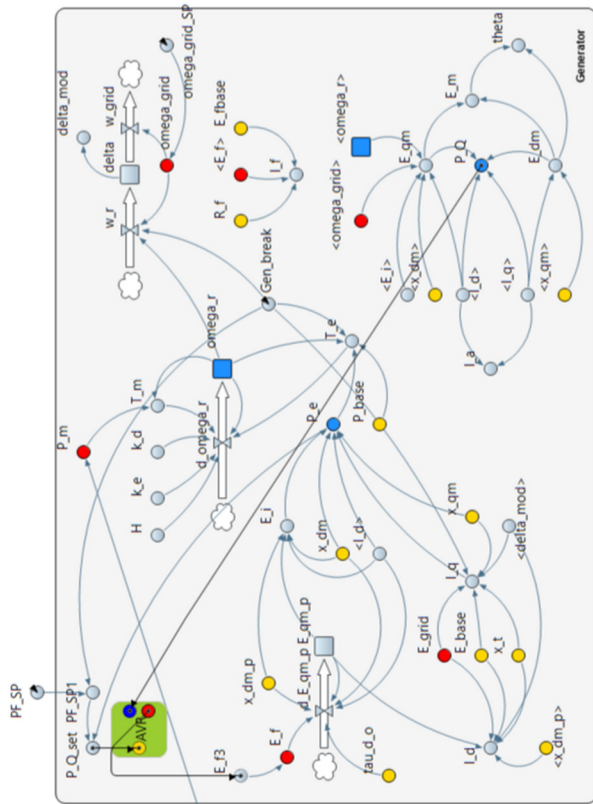 PF_SP
P_Q_set
PF_SP1
AVR
E_f3
E_f
P_m
H
k_e
k_d
T_m
d_omega_r
omega_r
delta_mod
delta
w_grid
w_r
omega_grid
omega_grid_SP
R_f
<E_f>
E_fbase
I_f
Gen_break
T_e
P_e
P_base
E_i
x_dm
<I_d>
x_dm_p
d_E_qm_p
E_qm_p
tau_d_o
I_d
<x_dm_p>
E_grid
E_base
x_t
I_q
x_qm
<delta_mod>
<omega_grid>
<omega_r>
<E_i>
<x_dm>
<I_d>
<I_q>
<x_qm>
I_a
E_qm
P_Q
E_dm
E_m
theta
Generator